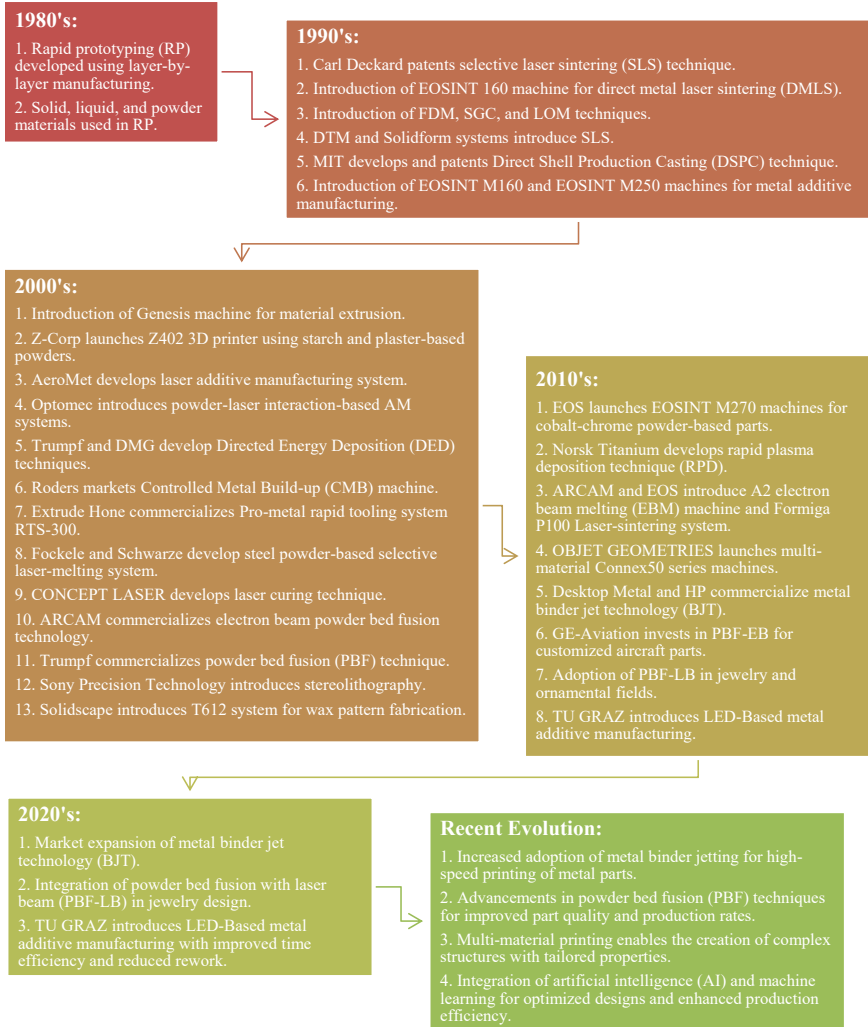 1980's:
1. Rapid prototyping (RP)
developed using layer-by-
layer manufacturing.
2. Solid, liquid, and powder
materials used in RP.
1990's:
1. Carl Deckard patents selective laser sintering (SLS) technique.
2. Introduction of EOSINT 160 machine for direct metal laser sintering (DMLS).
3. Introduction of FDM, SGC, and LOM techniques.
4. DTM and Solidform systems introduce SLS.
5. MIT develops and patents Direct Shell Production Casting (DSPC) technique.
6. Introduction of EOSINT M160 and EOSINT M250 machines for metal additive
manufacturing.
2000's:
1. Introduction of Genesis machine for material extrusion.
2. Z-Corp launches Z402 3D printer using starch and plaster-based
powders.
3. AeroMet develops laser additive manufacturing system.
4. Optomec introduces powder-laser interaction-based AM
systems.
5. Trumpf and DMG develop Directed Energy Deposition (DED)
techniques.
6. Roders markets Controlled Metal Build-up (CMB) machine.
7. Extrude Hone commercializes Pro-metal rapid tooling system
RTS-300.
8. Fockele and Schwarze develop steel powder-based selective
laser-melting system.
9. CONCEPT LASER develops laser curing technique.
10. ARCAM commercializes electron beam powder bed fusion
technology.
11. Trumpf commercializes powder bed fusion (PBF) technique.
12. Sony Precision Technology introduces stereolithography.
13. Solidscape introduces T612 system for wax pattern fabrication.
2010's:
1. EOS launches EOSINT M270 machines for
cobalt-chrome powder-based parts.
2. Norsk Titanium develops rapid plasma
deposition technique (RPD).
3. ARCAM and EOS introduce A2 electron
beam melting (EBM) machine and Formiga
P100 Laser-sintering system.
4. OBJET GEOMETRIES launches multi-
material Connex50 series machines.
5. Desktop Metal and HP commercialize metal
binder jet technology (BJT).
6. GE-Aviation invests in PBF-EB for
customized aircraft parts.
7. Adoption of PBF-LB in jewelry and
ornamental fields.
8. TU GRAZ introduces LED-Based metal
additive manufacturing.
2020's:
1. Market expansion of metal binder jet
technology (BJT).
2. Integration of powder bed fusion with laser
beam (PBF-LB) in jewelry design.
3. TU GRAZ introduces LED-Based metal
additive manufacturing with improved time
efficiency and reduced rework.
Recent Evolution:
1. Increased adoption of metal binder jetting for high-
speed printing of metal parts.
2. Advancements in powder bed fusion (PBF) techniques
for improved part quality and production rates.
3. Multi-material printing enables the creation of complex
structures with tailored properties.
4. Integration of artificial intelligence (AI) and machine
learning for optimized designs and enhanced production
efficiency.